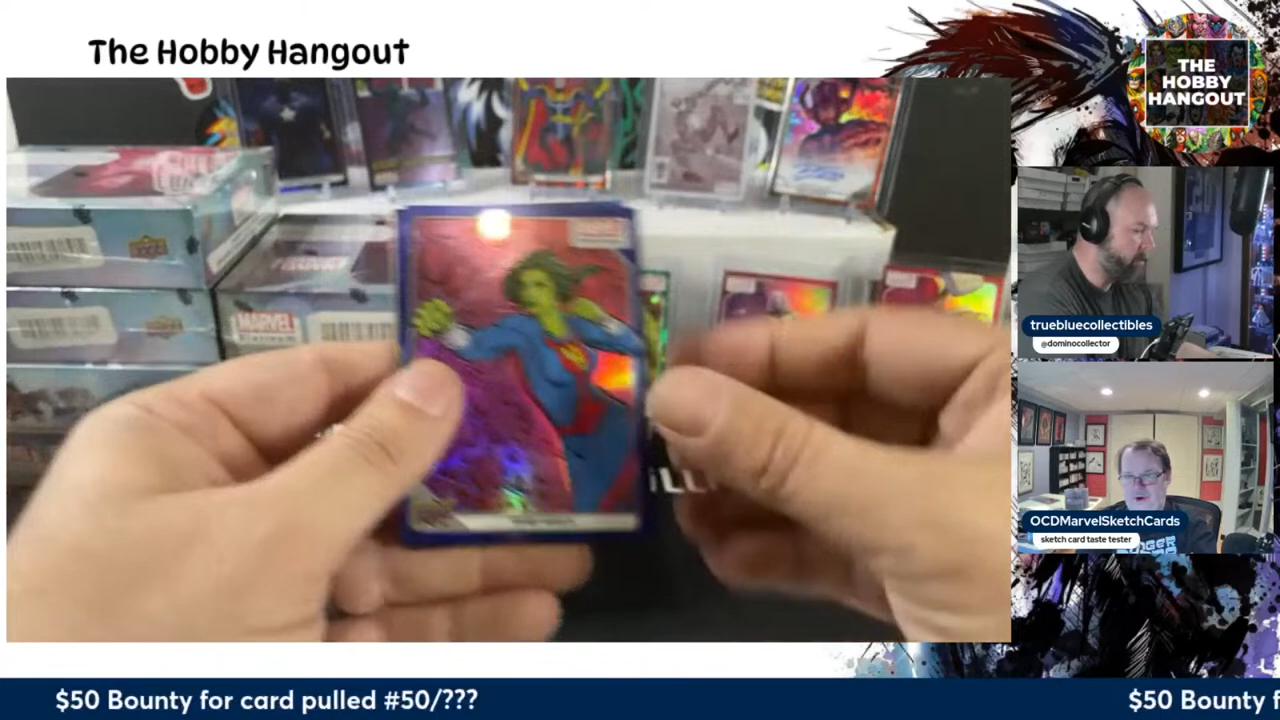 The Hobby Hangout
THE
HOBBY
HANGOUT
MARVEL
truebluecollectibles
@dominocollector
OCDMarvelSketchCards
sketch card taste tester
$50 Bounty for card pulled #50/???
$50 Bounty f